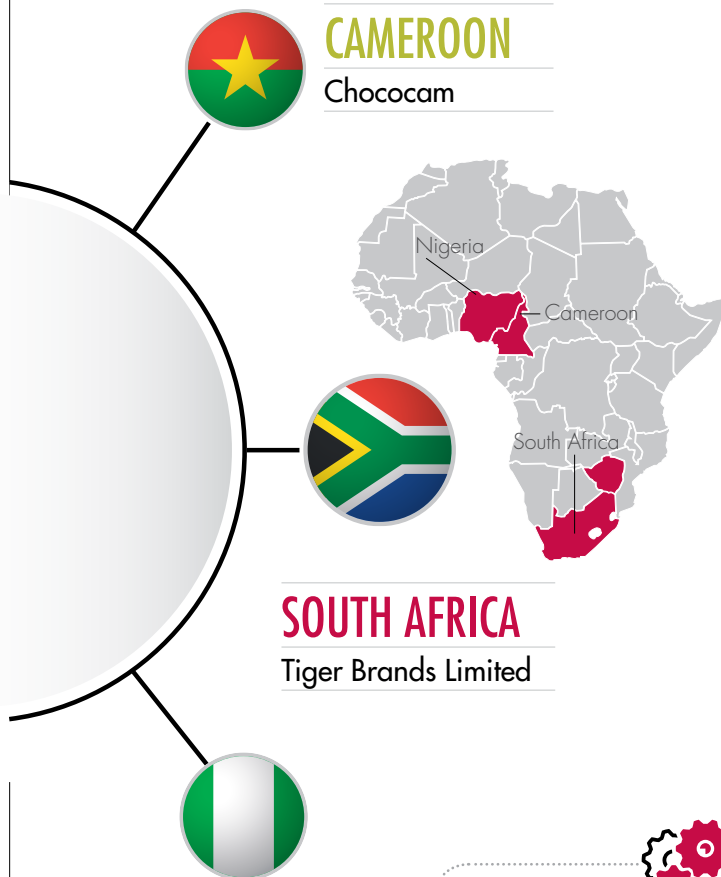 CAMEROON
Chococam
Nigeria
Cameroon
South Africa
SOUTH AFRICA
Tiger Brands Limited